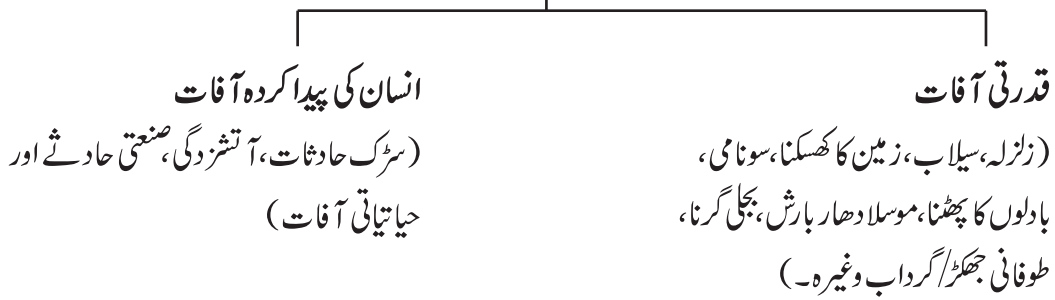 قدرتی آفات
(زلزلہ،سیلاب،زمین کا کھسکنا،سونامی،
بادلوں کا پھٹنا،موسلا دھار بارش،بجلی گرنا،
طوفانی جھکڑ/گرداب وغیرہ۔)
انسان کی پیدا کردہ آفات
(سڑک حادثات،آتشزدگی،صنعتی حادثے اور
حیاتیاتی آفات)